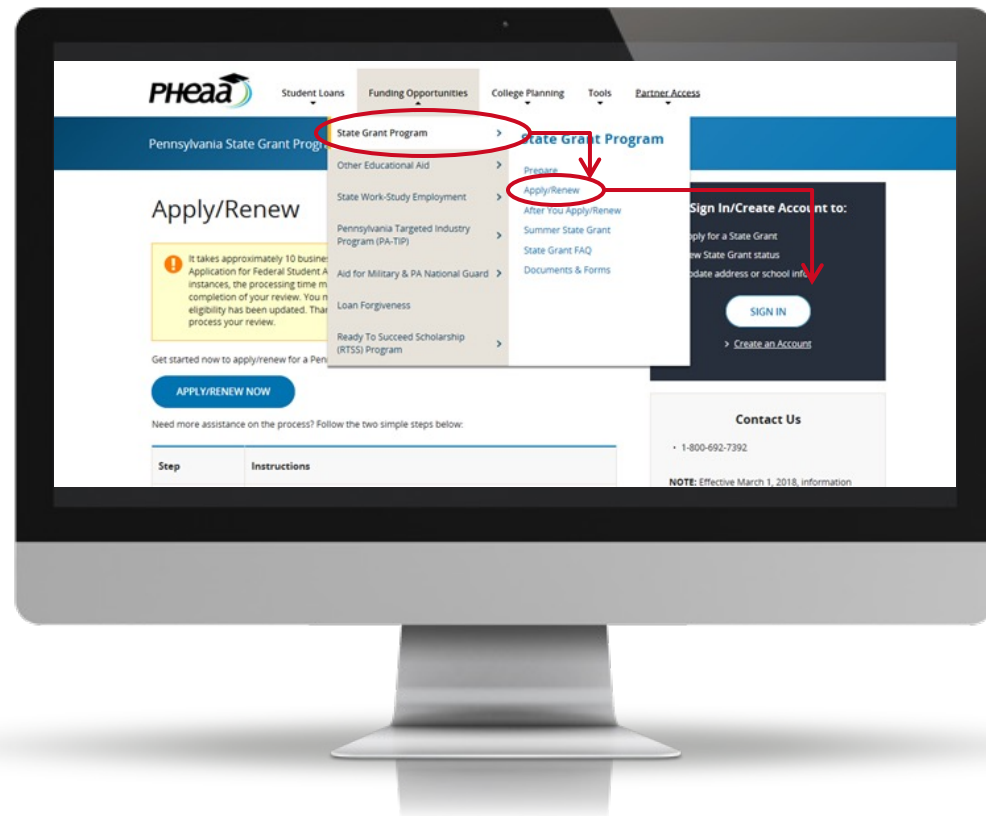 PHEAA
Student Loans
Funding Opportunities
College Planning
Tools
Partner Access
Pennsylvania State Grant Progr
State Grant Program
Other Educational Aid
State Work-Study Employment
Pennsylvania Targeted Industry
Program (PA-TIP)
Aid for Military & PA National Guard
Loan Forgiveness
Ready To Succeed Scholarship
(RTSS) Program
State Grant Program
Prepare
Apply/Renew
After You Apply/Renew
Summer State Grant
State Grant FAQ
Documents & Forms
Apply/Renew
It takes approximately 10 busine
Application for Federal Student A
instances, the processing time m
completion of your review. You n
eligibility has been updated. Than
process your review.
Get started now to apply/renew for a Pen
APPLY/RENEW NOW
Need more assistance on the process? Follow the two simple steps below:
Step
Instructions
Sign In/Create Account to:
pply for a State Grant
ew State Grant status
pdate address or school info
SIGN IN
› Create an Account
Contact Us
• 1-800-692-7392
NOTE: Effective March 1, 2018, information